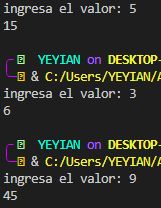 ingresa el valor: 5
15
YEYIAN on DESKTOP-
& C:/Users/YEYIAN/A
ingresa el valor: 3
6
YEYIAN on DESKTOP-
& C:/Users/YEYIAN/A
ingresa el valor: 9
45